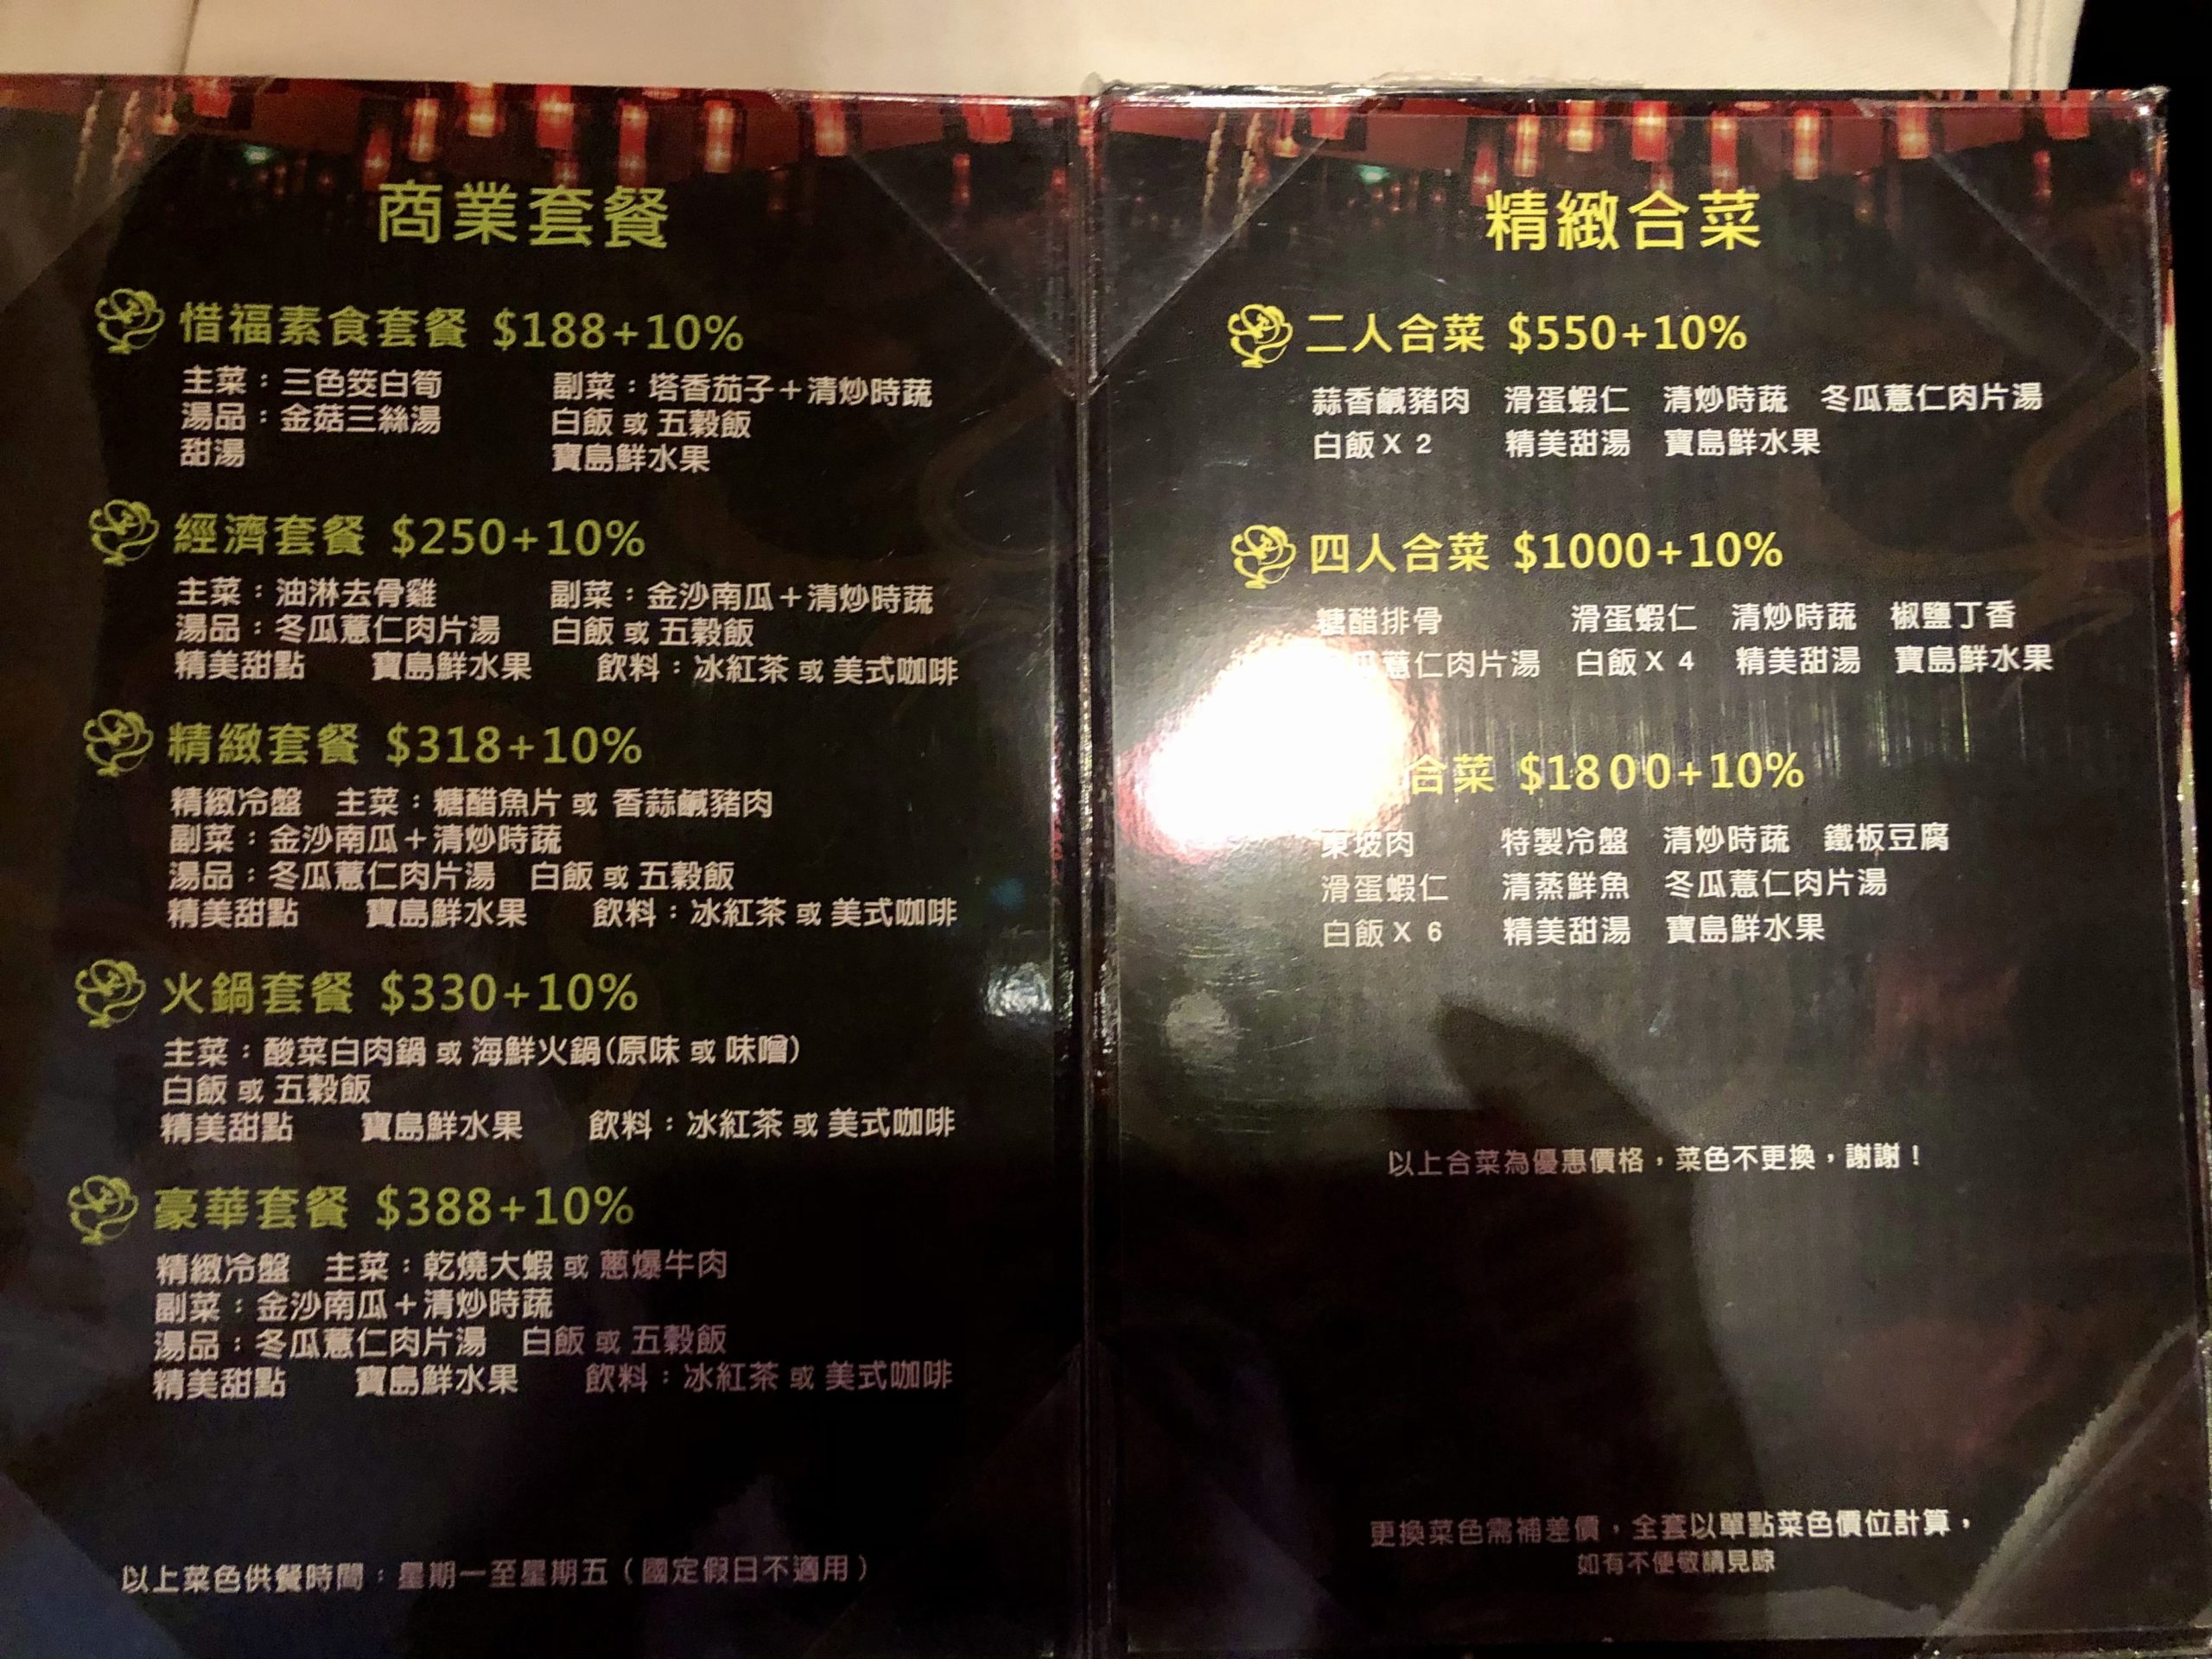 商業套餐
惜福素食套餐 $188+10%
主菜：三色筊白筍 副菜：塔香茄子＋清炒時蔬
湯品：金菇三絲湯 白飯 或 五穀飯
甜湯 寶島鮮水果
經濟套餐 $250+10%
主菜：油淋去骨雞 副菜：金沙南瓜＋清炒時蔬
湯品：冬瓜薏仁肉片湯 白飯 或 五穀飯
精美甜點 寶島鮮水果 飲料：冰紅茶 或 美式咖啡
精緻套餐 $318+10%
精緻冷盤 主菜：糖醋魚片 或 香蒜鹹豬肉
副菜：金沙南瓜＋清炒時蔬
湯品：冬瓜薏仁肉片湯 白飯 或 五穀飯
精美甜點 寶島鮮水果 飲料：冰紅茶 或 美式咖啡
火鍋套餐 $330+10%
主菜：酸菜白肉鍋 或 海鮮火鍋(原味 或 味噌)
白飯 或 五穀飯
精美甜點 寶島鮮水果 飲料：冰紅茶 或 美式咖啡
豪華套餐 $388+10%
精緻冷盤 主菜：乾燒大蝦 或 蔥爆牛肉
副菜：金沙南瓜＋清炒時蔬
湯品：冬瓜薏仁肉片湯 白飯 或 五穀飯
精美甜點 寶島鮮水果 飲料：冰紅茶 或 美式咖啡
以上菜色供餐時間：星期一至星期五（國定假日不適用）
精緻合菜
二人合菜 $550+10%
蒜香鹹豬肉 滑蛋蝦仁 清炒時蔬 冬瓜薏仁肉片湯
白飯 X 2 精美甜湯 寶島鮮水果
四人合菜 $1000+10%
糖醋排骨 滑蛋蝦仁 清炒時蔬 椒鹽丁香
瓜薏仁肉片湯 白飯 X 4 精美甜湯 寶島鮮水果
合菜 $1800+10%
東坡肉 特製冷盤 清炒時蔬 鐵板豆腐
滑蛋蝦仁 清蒸鮮魚 冬瓜薏仁肉片湯
白飯 X 6 精美甜湯 寶島鮮水果
以上合菜為優惠價格，菜色不更換，謝謝！
更換菜色需補差價，全套以單點菜色價位計算，
如有不便敬請見諒